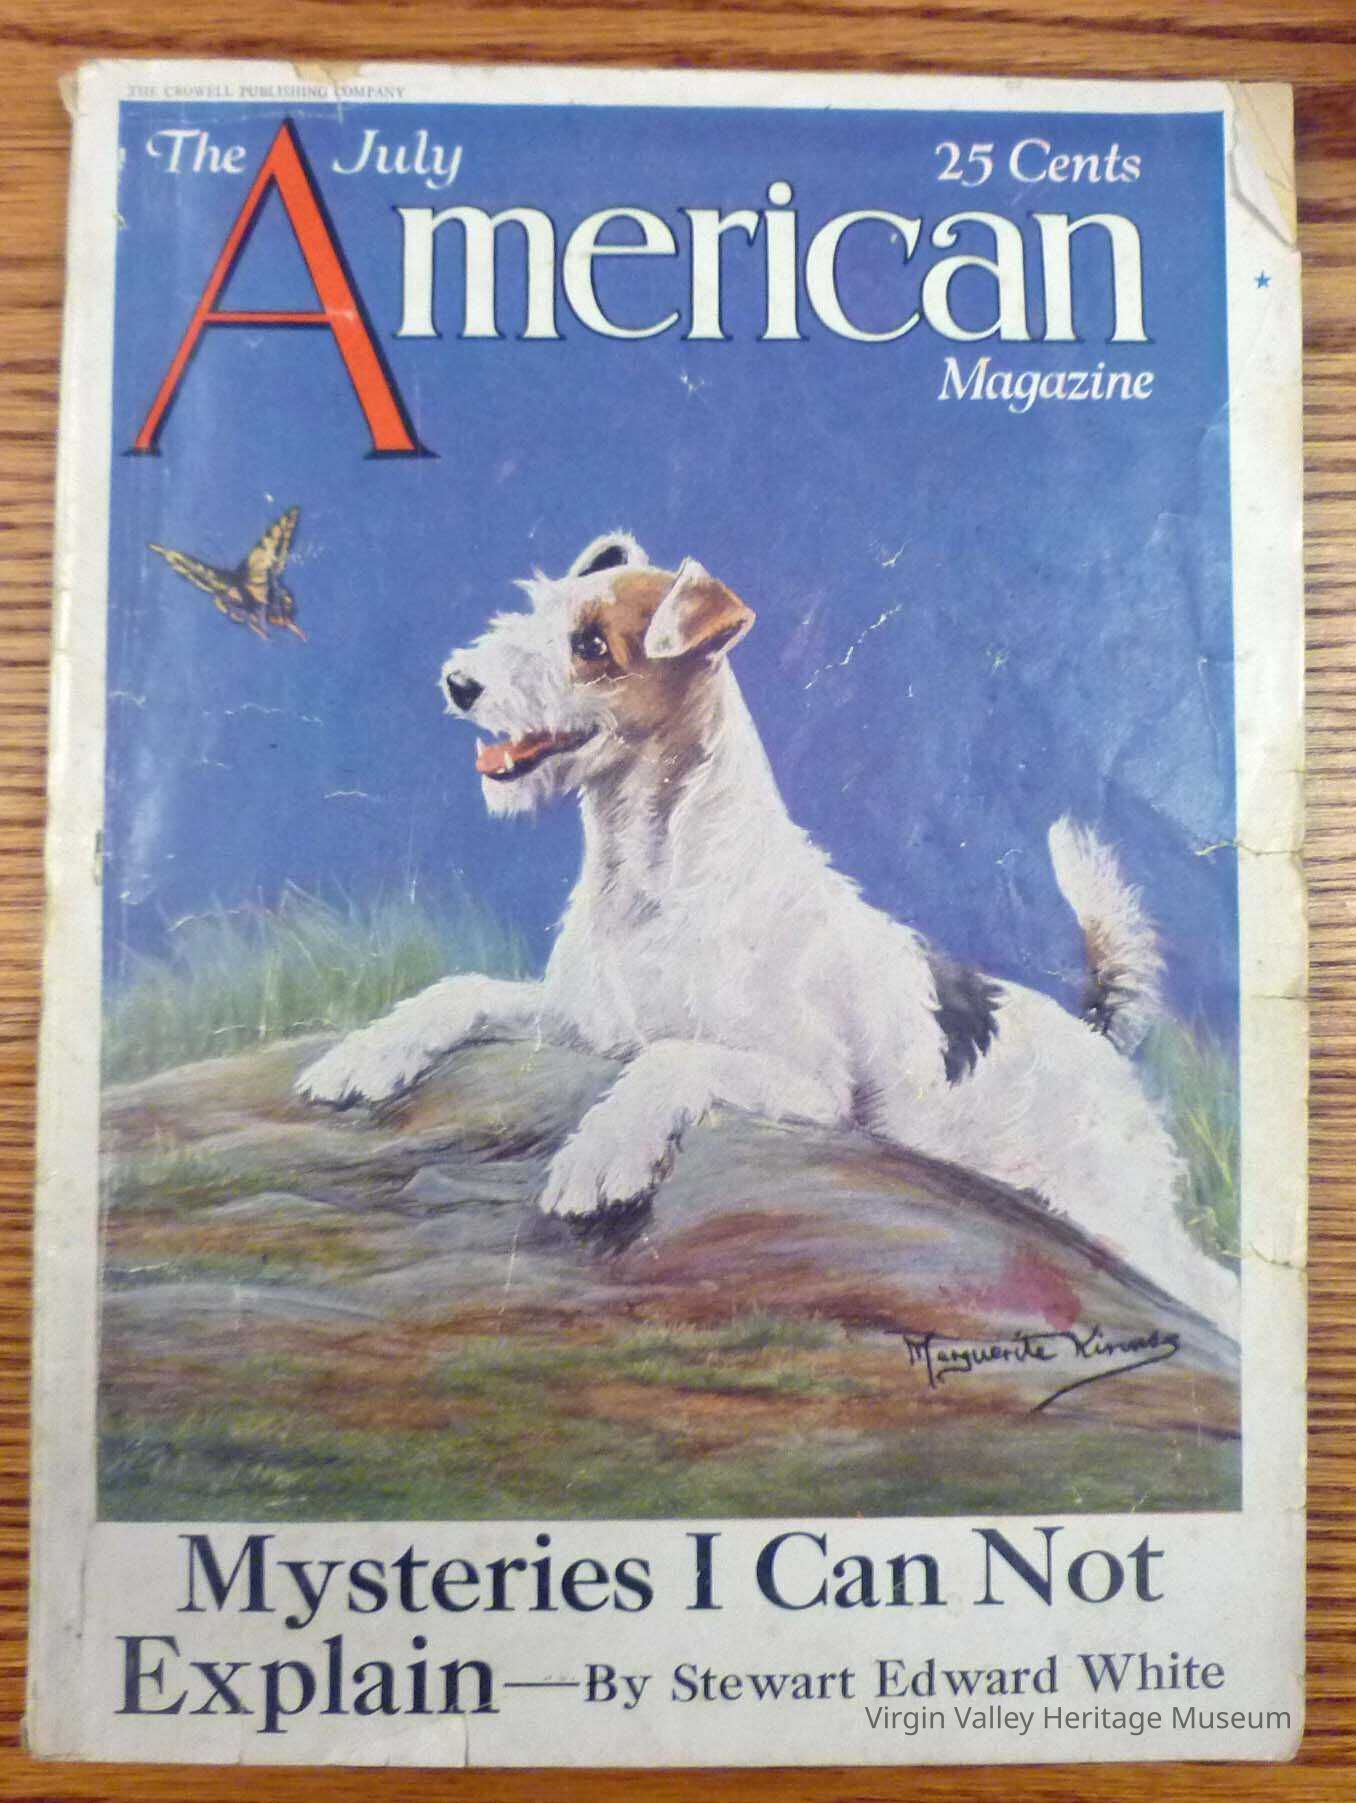 THE CROWELL PUBLISHING COMPANY
The July
25 Cents
American
Magazine
Marguerite Kirmse
Mysteries I Can Not
Explain—By Stewart Edward White
Virgin Valley Heritage Museum